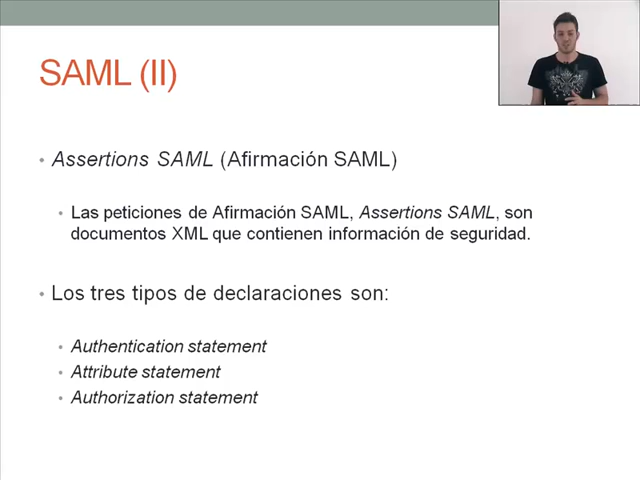 SAML (II)
• Assertions SAML (Afirmación SAML)
• Las peticiones de Afirmación SAML, Assertions SAML, son
documentos XML que contienen información de seguridad.
• Los tres tipos de declaraciones son:
• Authentication statement
• Attribute statement
• Authorization statement